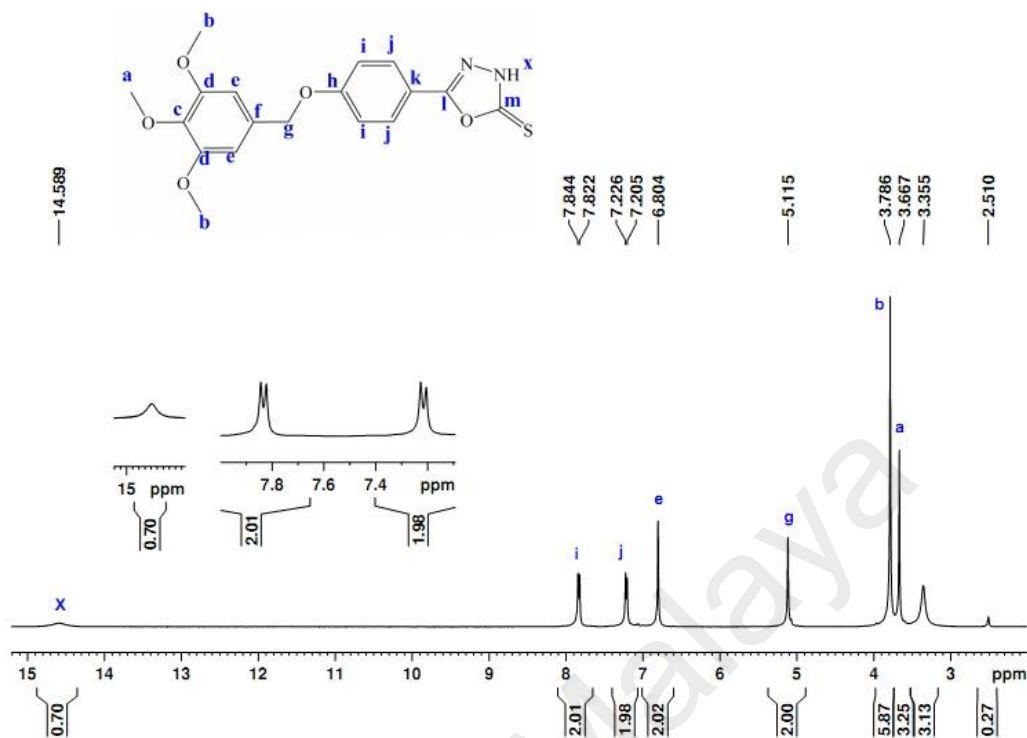 b
a
O
d
e
i
j
N
NH
x
O
c
f
O
h
k
l
m
O
g
i
j
O
S
d
e
O
b
14.589
7.844
7.822
7.226
7.205
6.804
5.115
3.786
3.667
3.355
2.510
b
a
e
g
i
j
X
15 ppm
7.8 7.6 7.4 ppm
0.70
2.01
1.98
15 14 13 12 11 10 9 8 7 6 5 4 3 ppm
0.70
2.01
1.98
2.02
2.00
5.87
3.25
3.13
0.27
Malaya